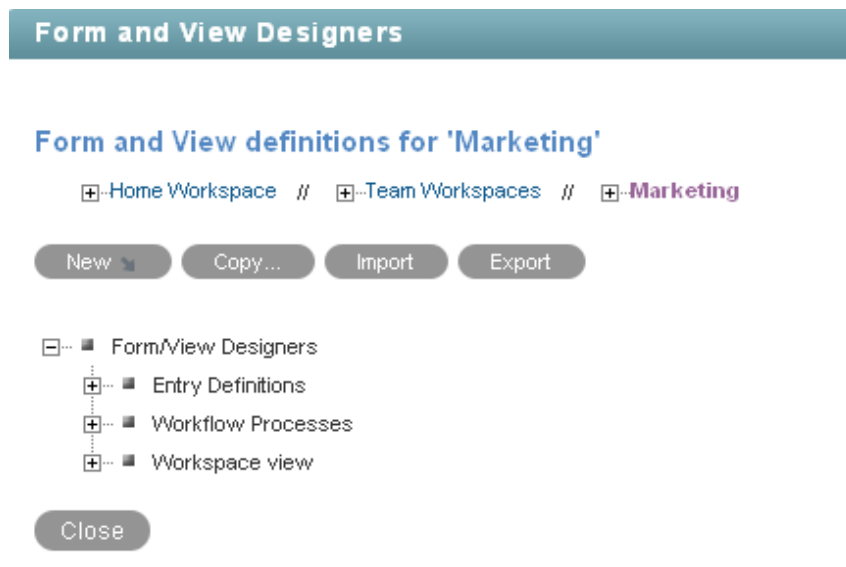 Form and View Designers
Form and View definitions for 'Marketing'
Home Workspace // Team Workspaces // Marketing
New Copy... Import Export
Form/View Designers
Entry Definitions
Workflow Processes
Workspace view
Close